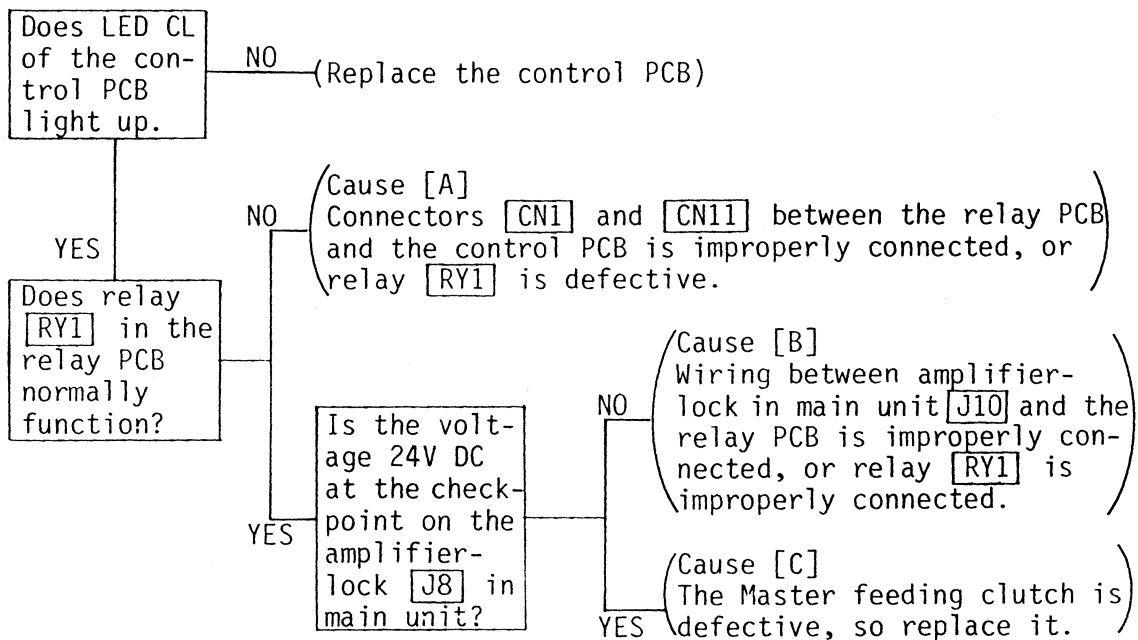 Does LED CL
of the con-
trol PCB
light up.
NO
(Replace the control PCB)
YES
Does relay
RY1 in the
relay PCB
normally
function?
NO
Cause [A]
Connectors CN1 and CN11 between the relay PCB
and the control PCB is improperly connected, or
relay RY1 is defective.
YES
Is the volt-
age 24V DC
at the check-
point on the
amplifier-
lock J8 in
main unit?
NO
Cause [B]
Wiring between amplifier-
lock in main unit J10 and the
relay PCB is improperly con-
nected, or relay RY1 is
improperly connected.
YES
Cause [C]
The Master feeding clutch is
defective, so replace it.